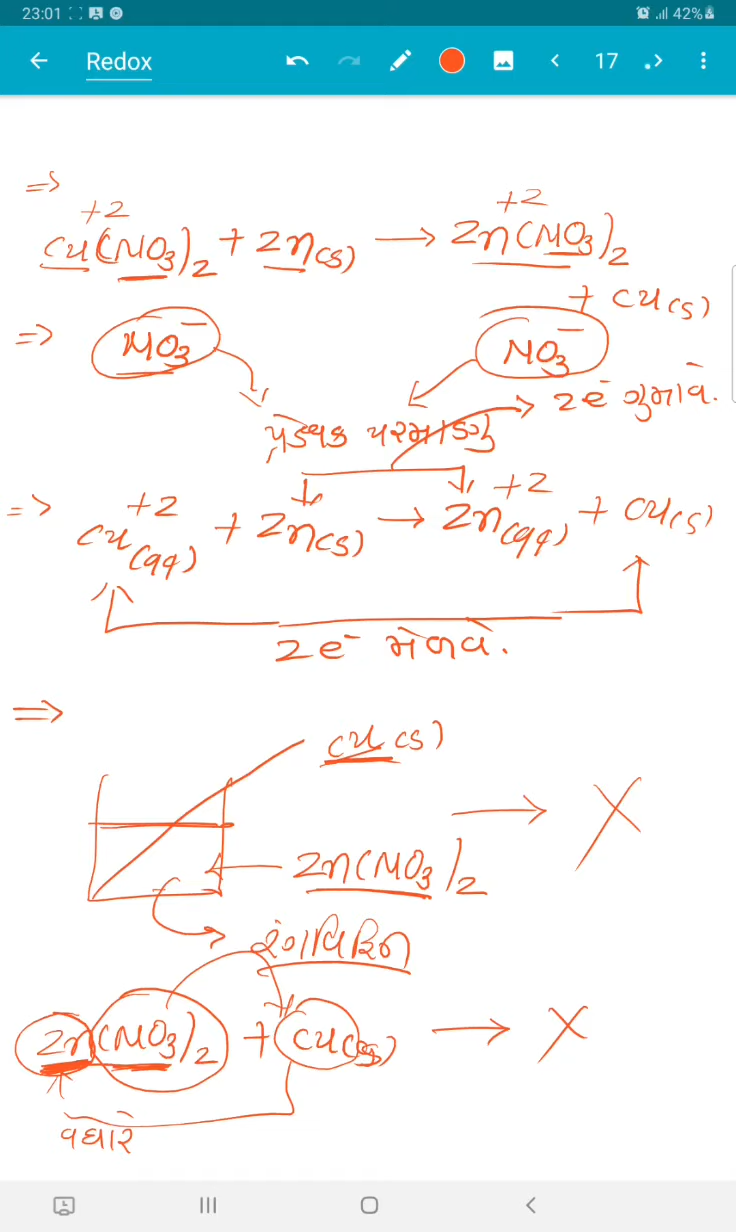 23:01 42%
Redox 17
=>
+2 +2
Cu(NO3)2 + Zn(s) → Zn(NO3)2
+ Cu(s)
=> NO3⁻ NO3⁻
2e⁻ ગુમાવે.
પ્રેક્ષક
+2 +2
=> Cu(aq) + Zn(s) → Zn(aq) + Cu(s)
2e⁻ મેળવે.
=>
Cu(s)
→ X
Zn(NO3)2
રંગવિહિન
Zn(NO3)2 + Cu(s) → X
વધારે